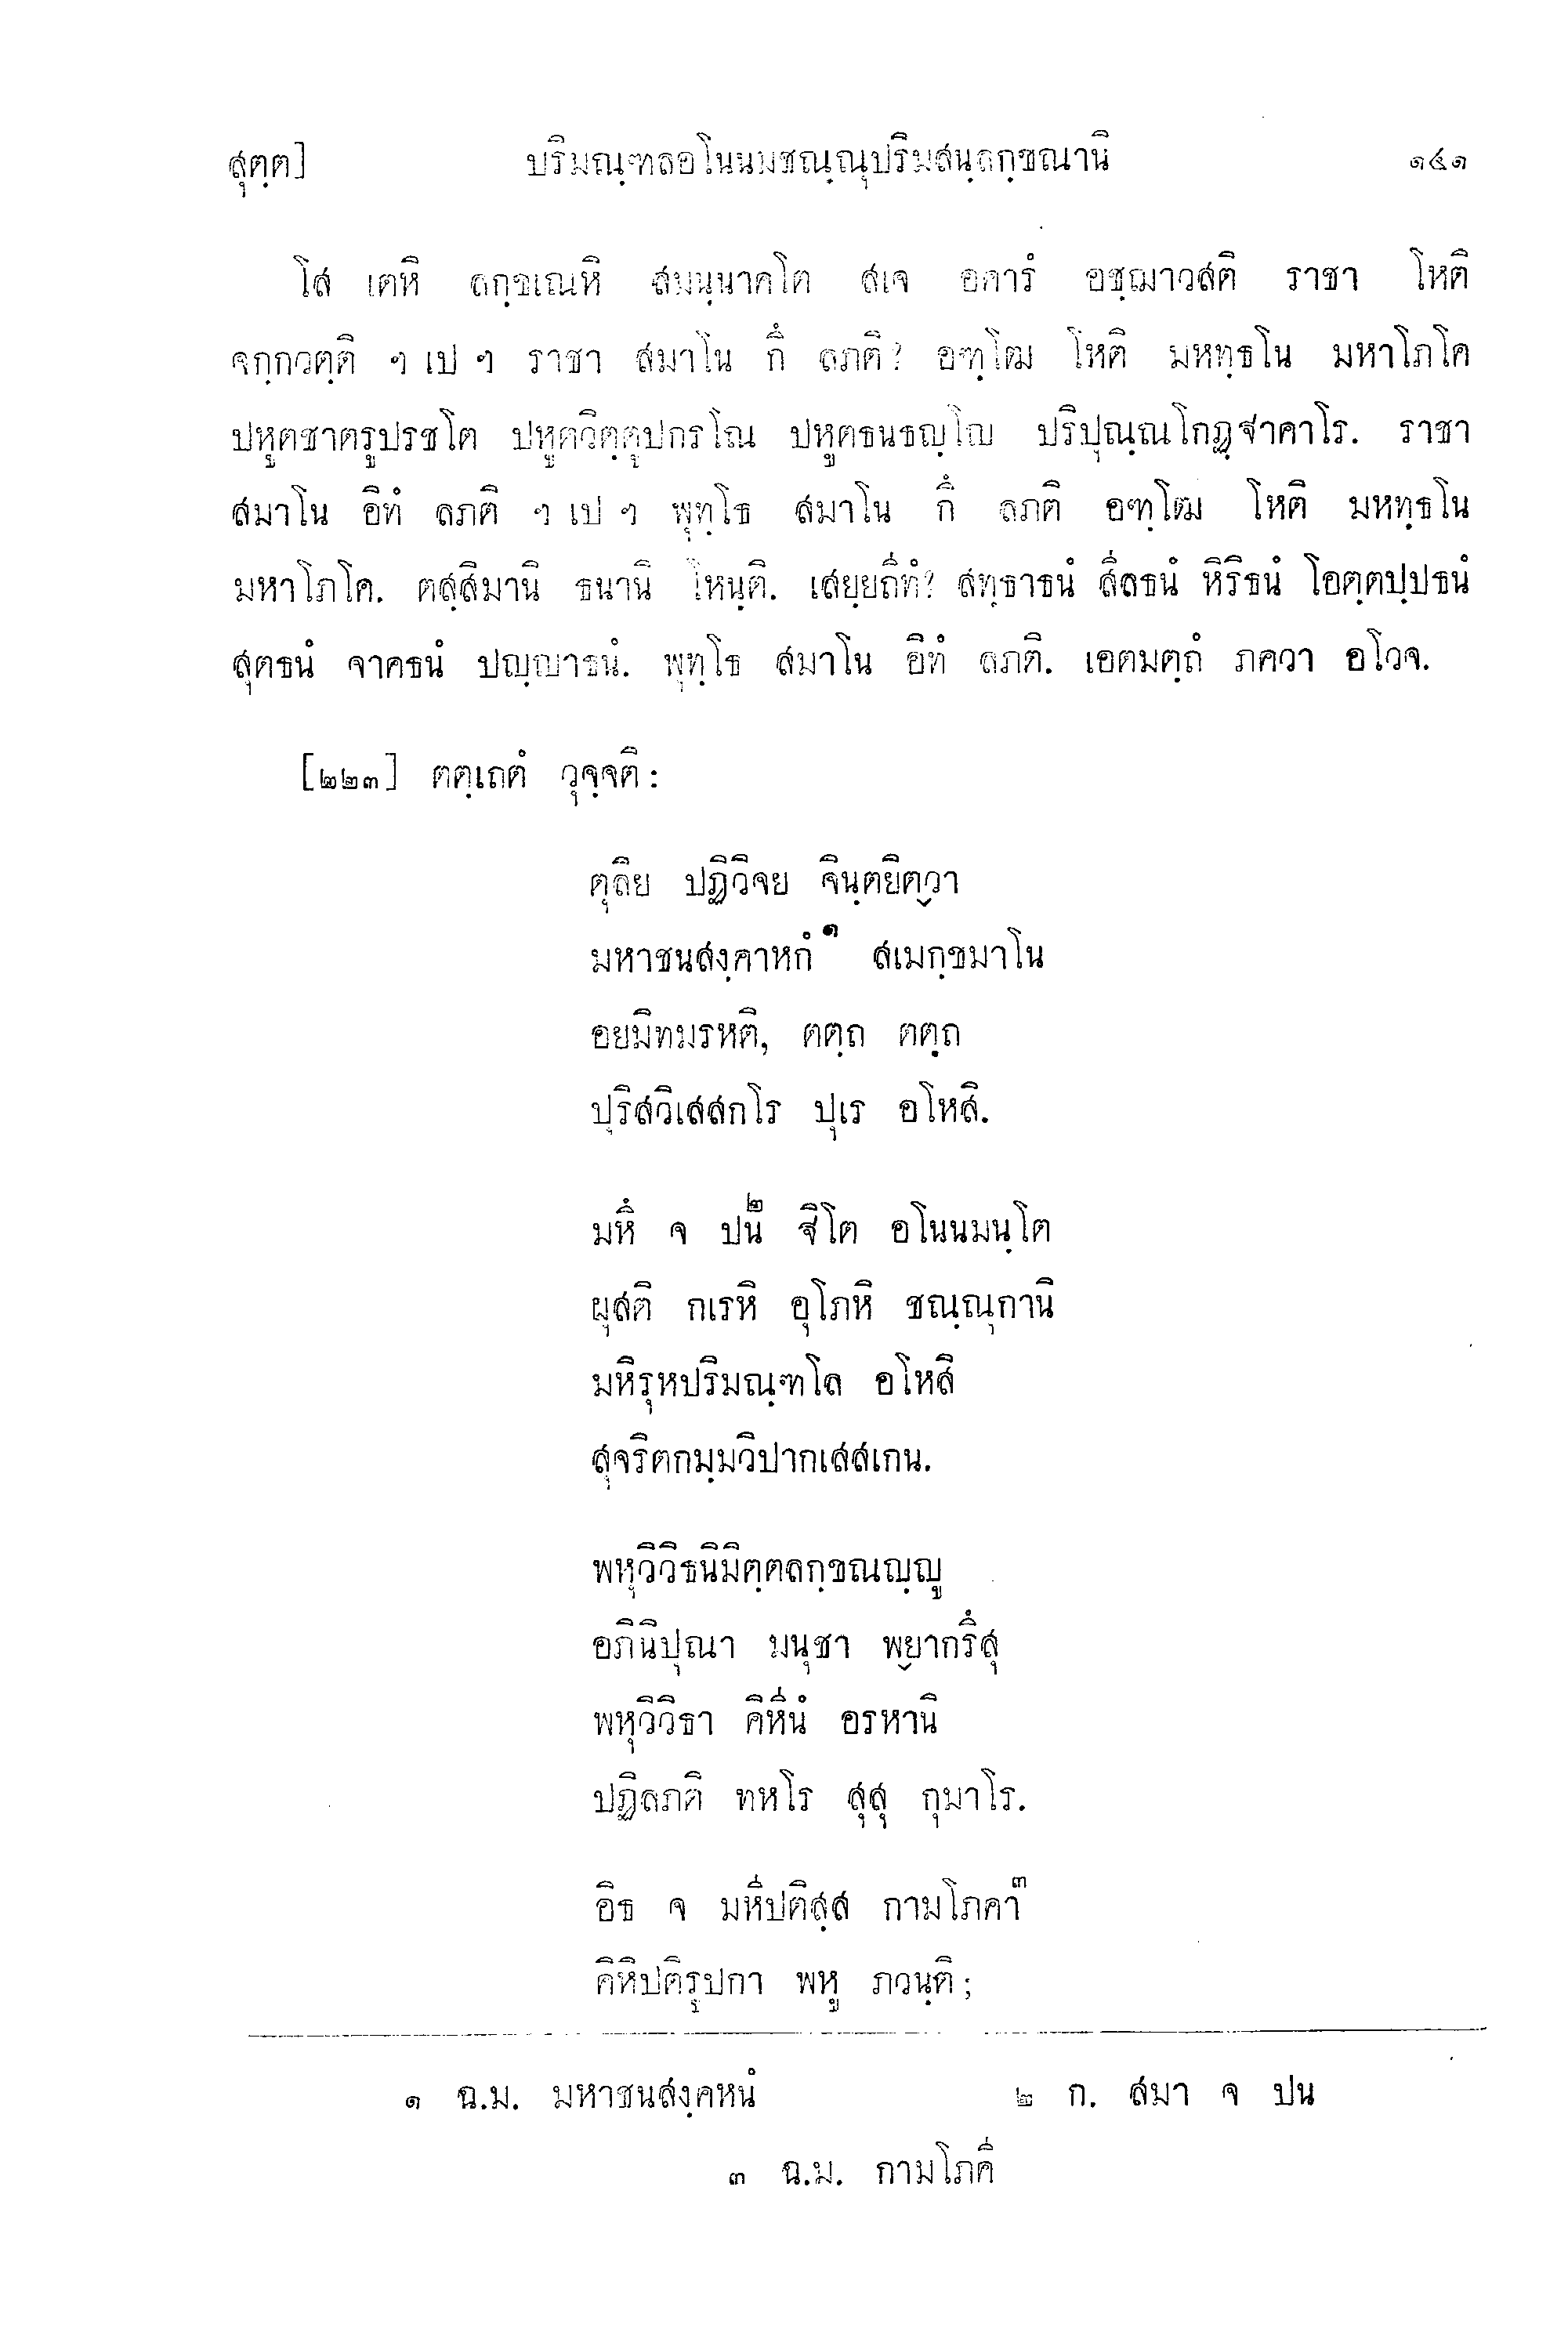 สุตฺต]	ปริมณฺฑลอโนนมชณฺณุปริมสนฺลกฺขณานิ	๑๔๑
โส เตหิ ลกฺขเณหิ สมนฺนาคโต สเจ อคารํ อชฺฌาวสติ ราชา โหติ
จกฺกวตฺติ ฯ เป ฯ ราชา สมาโน กึ ลภติ? อฑฺโฒ โหติ มหทฺธโน มหาโภโค
ปหูตชาตรูปรชโต ปหูตวิตฺตุปกรโณ ปหูตธนธญฺโญ ปริปุณฺณโกฏฺฐาคาโร. ราชา
สมาโน อิทํ ลภติ ฯ เป ฯ พุทฺโธ สมาโน กึ ลภติ อฑฺโฒ โหติ มหทฺธโน
มหาโภโค. ตสฺสิมานิ ธนานิ โหนฺติ. เสยฺยถีทํ? สทฺธาธนํ สีลธนํ หิริธนํ โอตฺตปฺปธนํ
สุตธนํ จาคธนํ ปญฺญาธนํ. พุทฺโธ สมาโน อิทํ ลภติ. เอตมตฺถํ ภควา อโวจ.
[๒๒๓] ตตฺเถตํ วุจฺจติ:
ตุลิย ปฏิวิจย จินฺตยิตฺวา
มหาชนสงฺคาหกํ๑ สเมกฺขมาโน
อยมิทมรหติ, ตตฺถ ตตฺถ
ปุริสวิเสสกโร ปุเร อโหสิ.
มหึ จ ปน๒ ฐิโต อโนนมนฺโต
ผุสติ กเรหิ อุโภหิ ชณฺณุกานิ
มหิรุหปริมณฺฑโล อโหสิ
สุจริตกมฺมวิปากเสสเกน.
พหุวิวิธนิมิตฺตลกฺขณญฺญู
อภินิปุณา มนุชา พฺยากรึสุ
พหุวิวิธา คิหีนํ อรหานิ
ปฏิลภติ ทหโร สุสุ กุมาโร.
อิธ จ มหีปติสฺส กามโภคา๓
คิหิปติรูปกา พหู ภวนฺติ;
๑ ฉ.ม. มหาชนสงฺคหนํ	๒ ก. สมา จ ปน
๓ ฉ.ม. กามโภคี